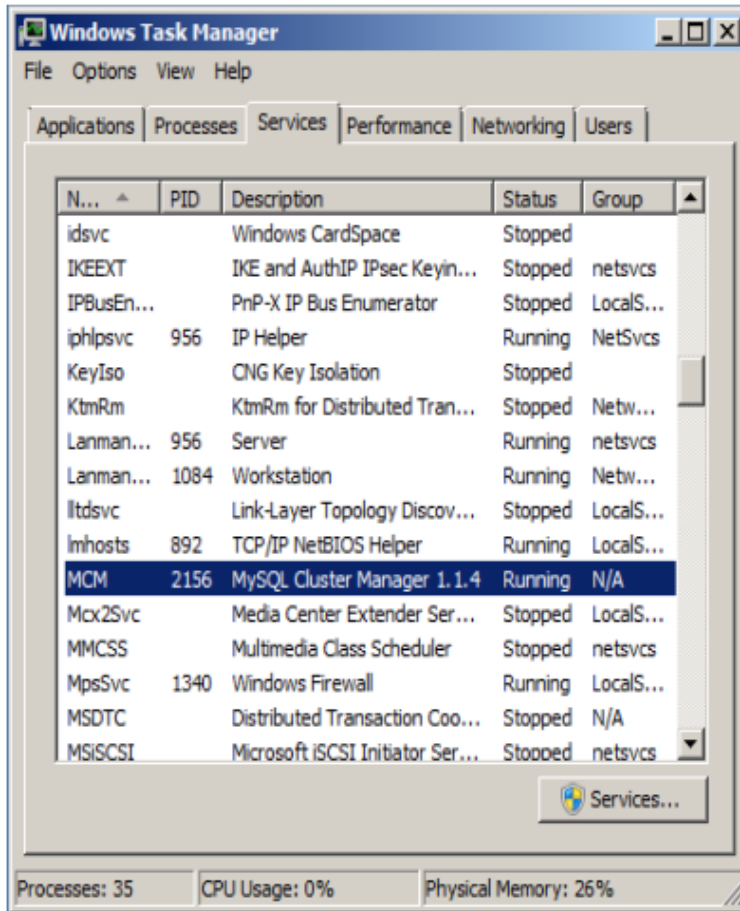 Windows Task Manager
File Options View Help
Applications Processes Services Performance Networking Users
N... PID Description Status Group
idsvc Windows CardSpace Stopped
IKEEXT IKE and AuthIP IPsec Keyin... Stopped netsvcs
IPBusEn... PnP-X IP Bus Enumerator Stopped LocalS...
iphlpsvc 956 IP Helper Running NetSvcs
KeyIso CNG Key Isolation Stopped
KtmRm KtmRm for Distributed Tran... Stopped Netw...
Lanman... 956 Server Running netsvcs
Lanman... 1084 Workstation Running Netw...
lltdsvc Link-Layer Topology Discov... Stopped LocalS...
lmhosts 892 TCP/IP NetBIOS Helper Running LocalS...
MCM 2156 MySQL Cluster Manager 1.1.4 Running N/A
Mcx2Svc Media Center Extender Ser... Stopped LocalS...
MMCSS Multimedia Class Scheduler Stopped netsvcs
MpsSvc 1340 Windows Firewall Running LocalS...
MSDTC Distributed Transaction Coo... Stopped N/A
MSiSCSI Microsoft iSCSI Initiator Ser... Stopped netsvcs
Services...
Processes: 35 CPU Usage: 0% Physical Memory: 26%